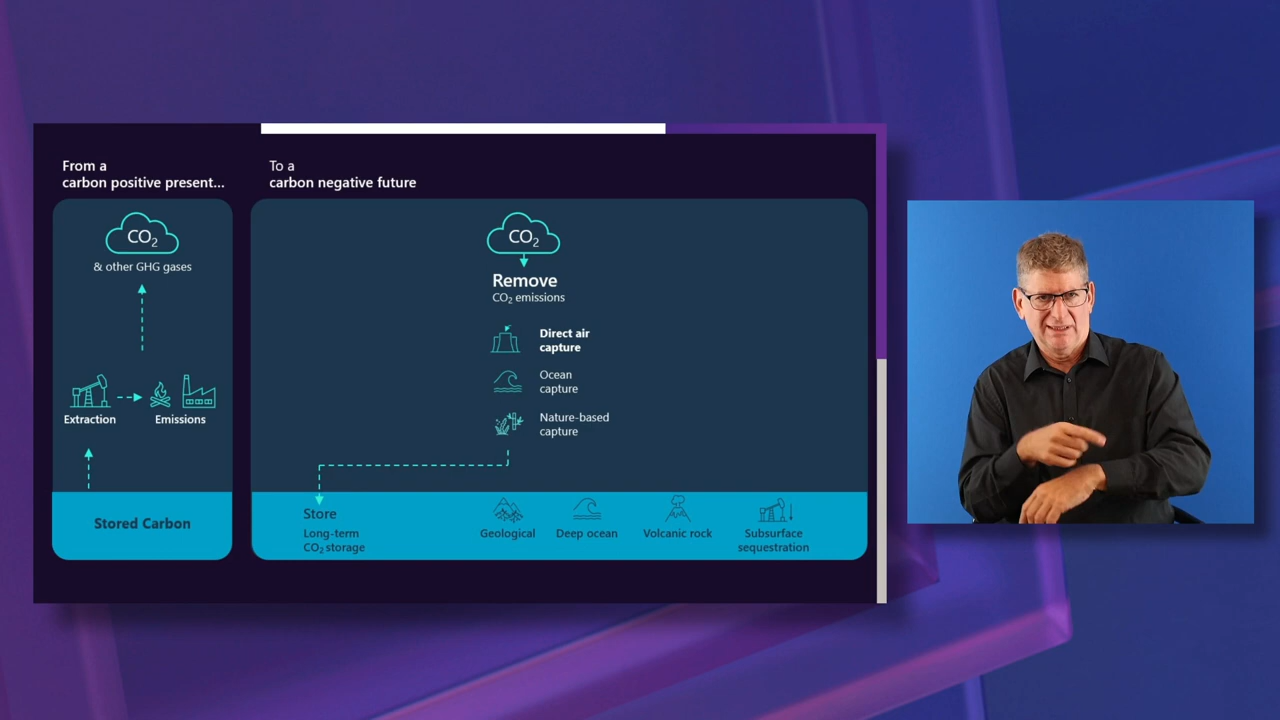 From a
carbon positive present...
CO₂
& other GHG gases
Extraction
Emissions
Stored Carbon
To a
carbon negative future
CO₂
Remove
CO₂ emissions
Direct air
capture
Ocean
capture
Nature-based
capture
Store
Long-term
CO₂ storage
Geological
Deep ocean
Volcanic rock
Subsurface
sequestration